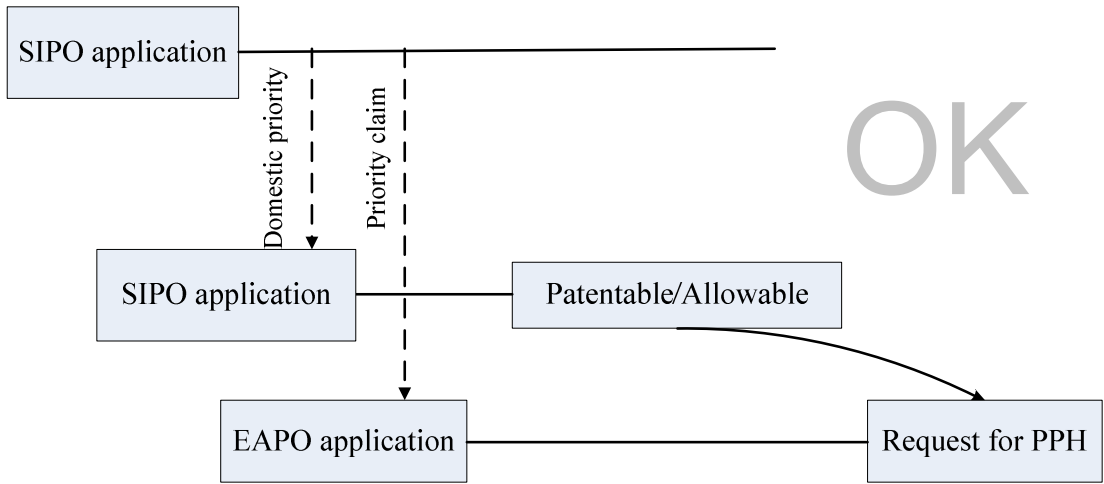 SIPO application
OK
Domestic priority
Priority claim
SIPO application
Patentable/Allowable
EAPO application
Request for PPH